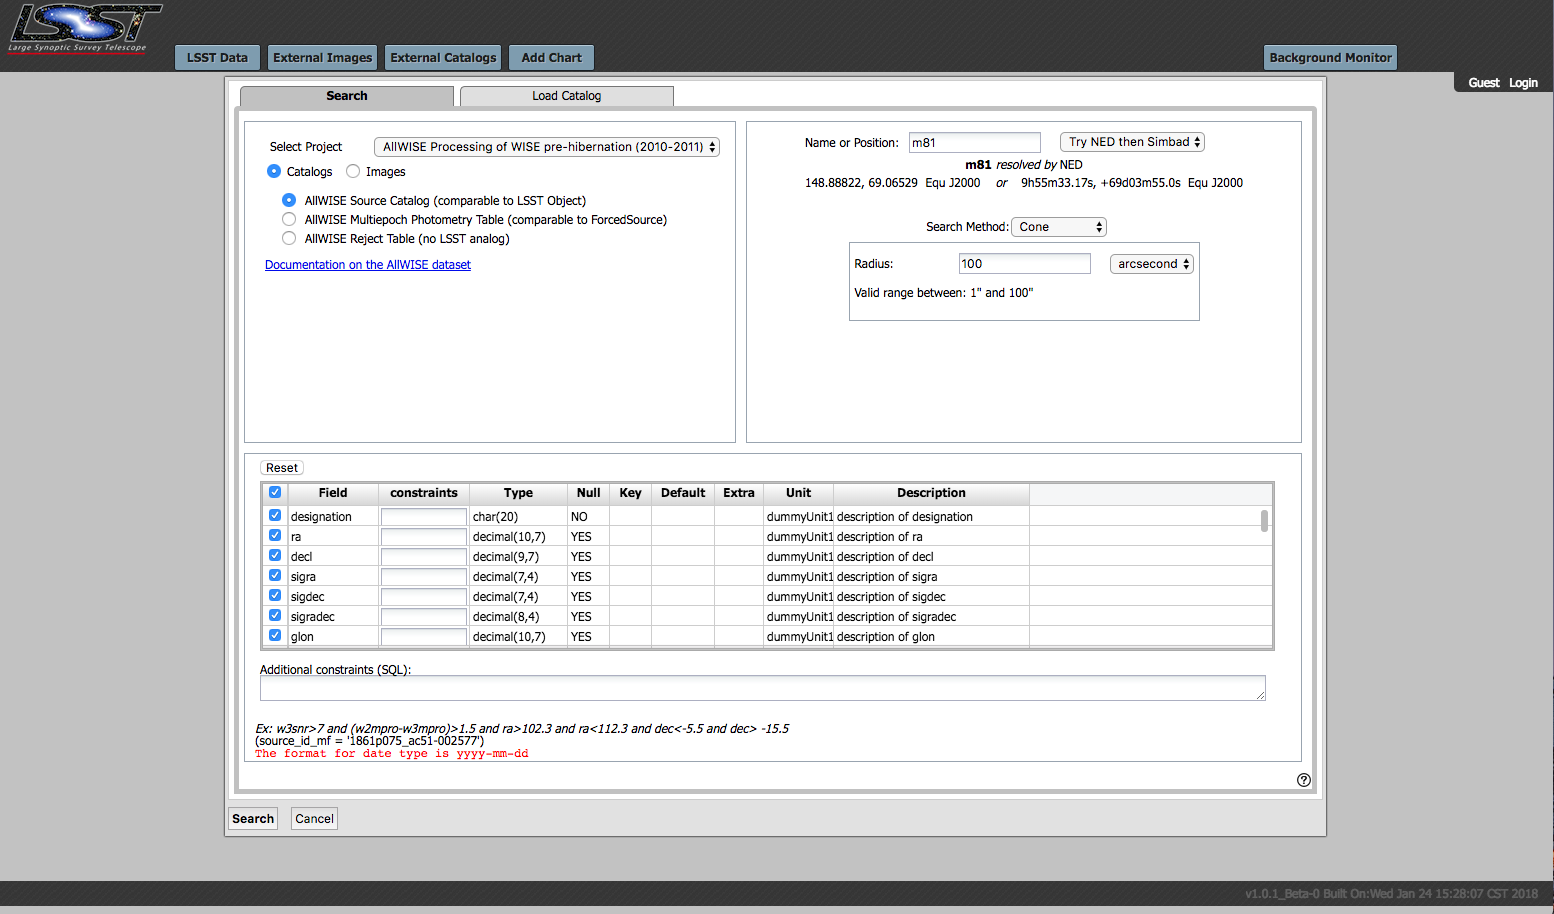 LSST
Large Synoptic Survey Telescope
LSST Data External Images External Catalogs Add Chart Background Monitor
Guest Login
Search Load Catalog
Select Project AllWISE Processing of WISE pre-hibernation (2010-2011)
Catalogs Images
AllWISE Source Catalog (comparable to LSST Object)
AllWISE Multiepoch Photometry Table (comparable to ForcedSource)
AllWISE Reject Table (no LSST analog)
Documentation on the AllWISE dataset
Name or Position: m81 Try NED then Simbad
m81 resolved by NED
148.88822, 69.06529 Equ J2000 or 9h55m33.17s, +69d03m55.0s Equ J2000
Search Method: Cone
Radius: 100 arcsecond
Valid range between: 1" and 100"
Reset
Field constraints Type Null Key Default Extra Unit Description
designation char(20) NO dummyUnit1 description of designation
ra decimal(10,7) YES dummyUnit1 description of ra
decl decimal(9,7) YES dummyUnit1 description of decl
sigra decimal(7,4) YES dummyUnit1 description of sigra
sigdec decimal(7,4) YES dummyUnit1 description of sigdec
sigradec decimal(8,4) YES dummyUnit1 description of sigradec
glon decimal(10,7) YES dummyUnit1 description of glon
Additional constraints (SQL):
Ex: w3snr>7 and (w2mpro-w3mpro)>1.5 and ra>102.3 and ra<112.3 and dec<-5.5 and dec> -15.5
(source_id_mf = '1861p075_ac51-002577')
The format for date type is yyyy-mm-dd
?
Search Cancel
v1.0.1_Beta-0 Built On:Wed Jan 24 15:28:07 CST 2018